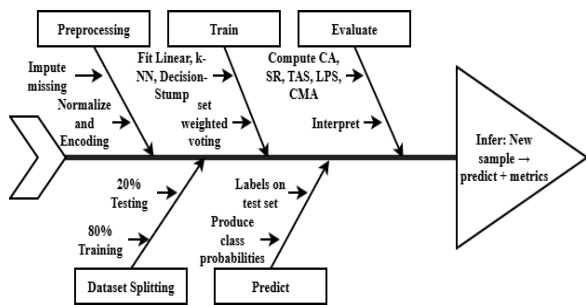 Preprocessing
Train
Evaluate
Impute
missing
Normalize
and
Encoding
Fit Linear, k-
NN, Decision-
Stump
set
weighted
voting
Compute CA,
SR, TAS, LPS,
CMA
Interpret
Infer: New
sample →
predict + metrics
20%
Testing
80%
Training
Labels on
test set
Produce
class
probabilities
Dataset Splitting
Predict